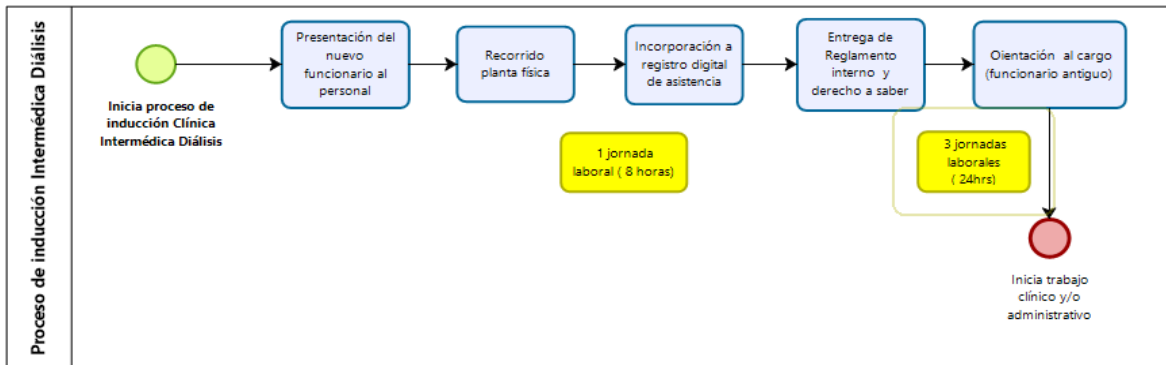 Proceso de inducción Intermédica Diálisis
Inicia proceso de
inducción Clínica
Intermédica Diálisis
Presentación del
nuevo
funcionario al
personal
Recorrido
planta física
Incorporación a
registro digital
de asistencia
Entrega de
Reglamento
interno y
derecho a saber
Oientación al cargo
(funcionario antiguo)
1 jornada
laboral ( 8 horas)
3 jornadas
laborales
( 24hrs)
Inicia trabajo
clínico y/o
administrativo